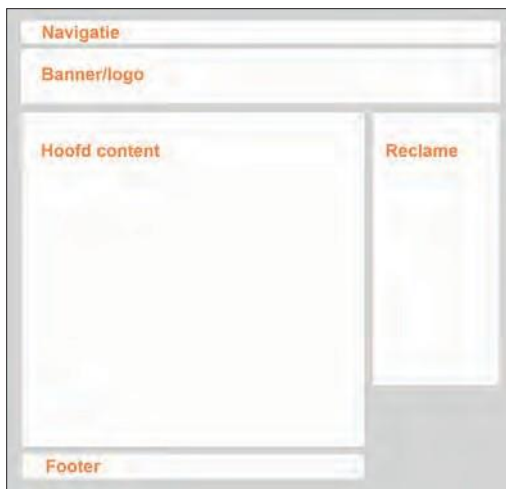 Navigatie
Banner/logo
Hoofd content
Reclame
Footer